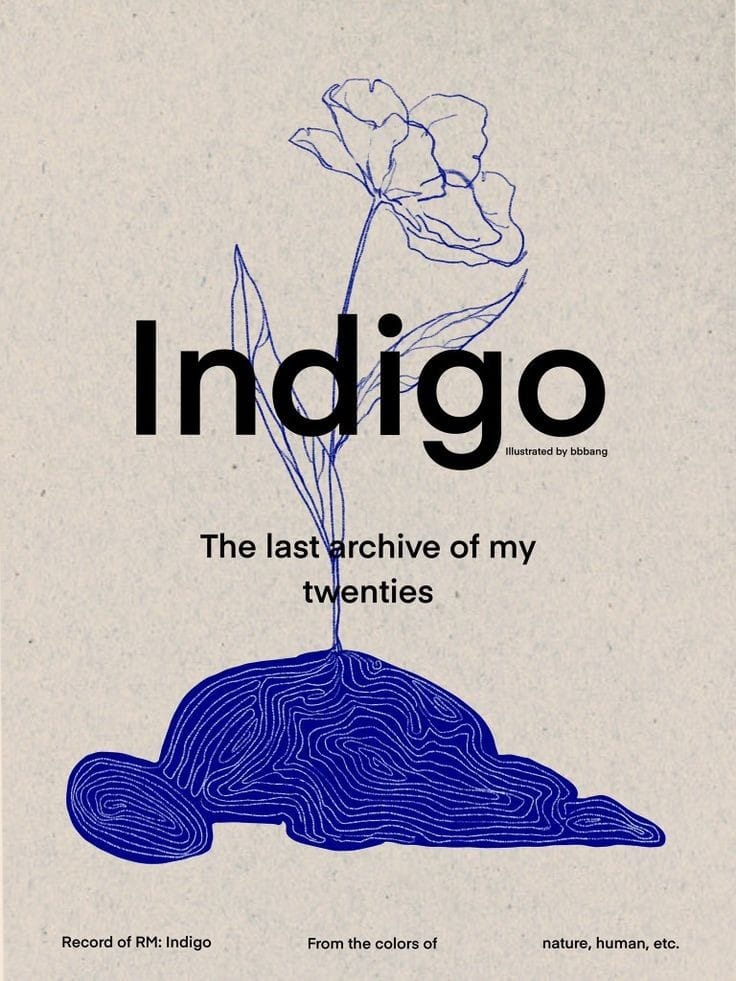 Indigo
Illustrated by bbbang
The last archive of my
twenties
Record of RM: Indigo
From the colors of
nature, human, etc.